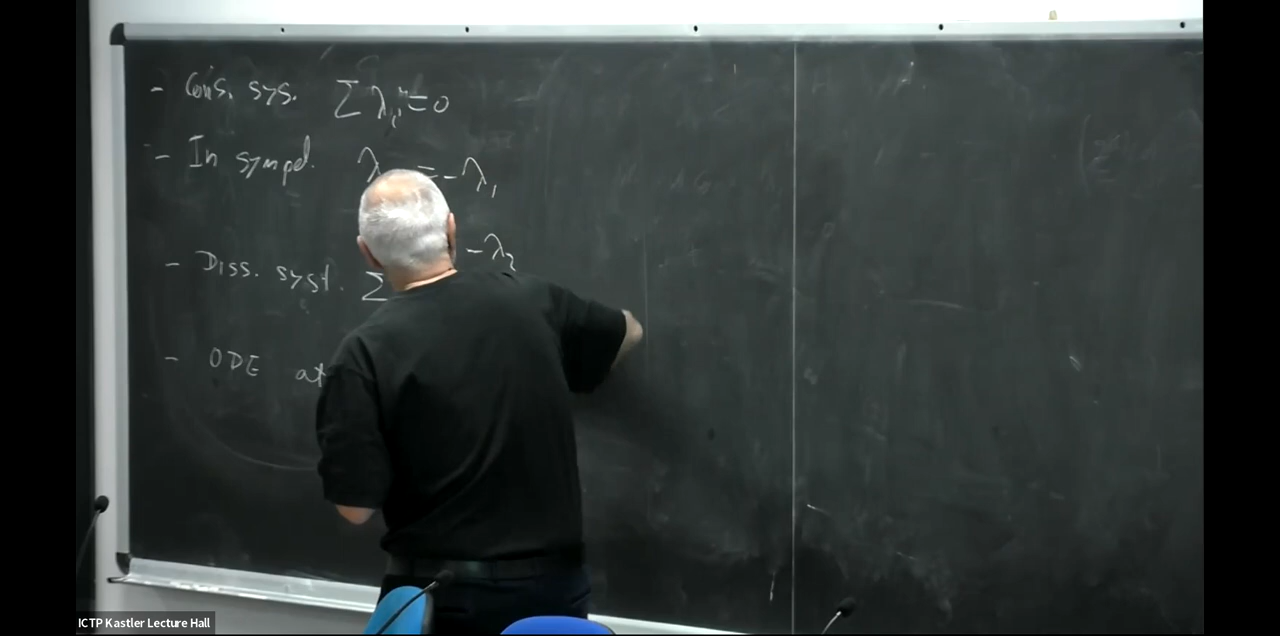 - Cons. sys. Σ λᵢ = 0
- In sympl. λ = -λ₁
-λ₂
- Diss. syst. Σ
- ODE at
ICTP Kastler Lecture Hall